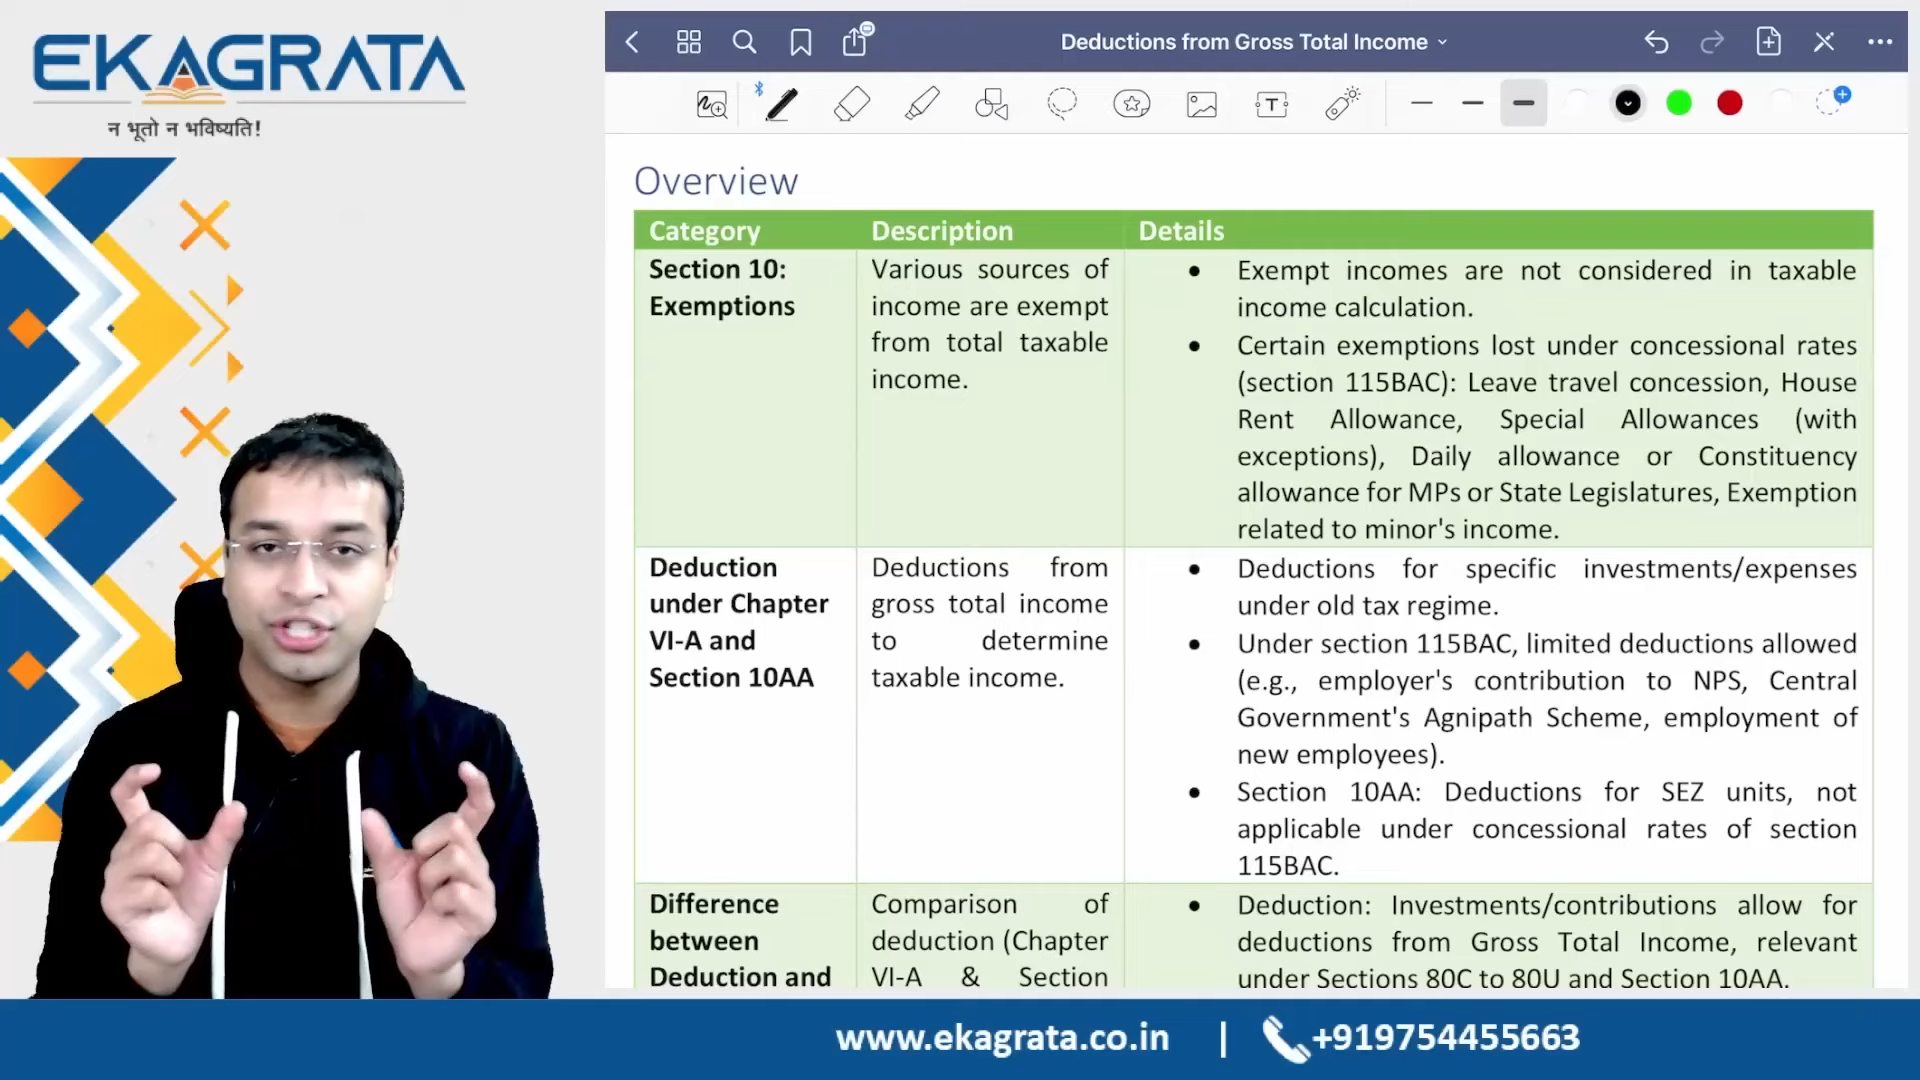 EKAGRATA
न भूतो न भविष्यति!
Deductions from Gross Total Income
T
Overview
Category Description Details
Section 10:
Exemptions
Various sources of
income are exempt
from total taxable
income.
• Exempt incomes are not considered in taxable
income calculation.
• Certain exemptions lost under concessional rates
(section 115BAC): Leave travel concession, House
Rent Allowance, Special Allowances (with
exceptions), Daily allowance or Constituency
allowance for MPs or State Legislatures, Exemption
related to minor's income.
Deduction
under Chapter
VI-A and
Section 10AA
Deductions from
gross total income
to determine
taxable income.
• Deductions for specific investments/expenses
under old tax regime.
• Under section 115BAC, limited deductions allowed
(e.g., employer's contribution to NPS, Central
Government's Agnipath Scheme, employment of
new employees).
• Section 10AA: Deductions for SEZ units, not
applicable under concessional rates of section
115BAC.
Difference
between
Deduction and
Comparison of
deduction (Chapter
VI-A & Section
• Deduction: Investments/contributions allow for
deductions from Gross Total Income, relevant
under Sections 80C to 80U and Section 10AA.
www.ekagrata.co.in | +919754455663